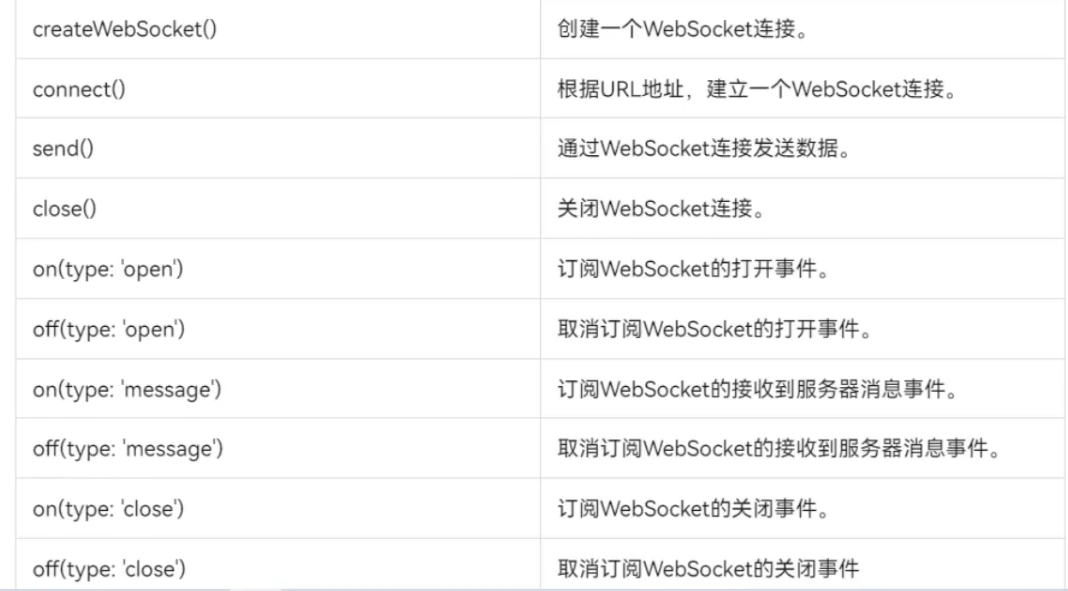 createWebSocket() 创建一个WebSocket连接。
connect() 根据URL地址，建立一个WebSocket连接。
send() 通过WebSocket连接发送数据。
close() 关闭WebSocket连接。
on(type: 'open') 订阅WebSocket的打开事件。
off(type: 'open') 取消订阅WebSocket的打开事件。
on(type: 'message') 订阅WebSocket的接收到服务器消息事件。
off(type: 'message') 取消订阅WebSocket的接收到服务器消息事件。
on(type: 'close') 订阅WebSocket的关闭事件。
off(type: 'close') 取消订阅WebSocket的关闭事件